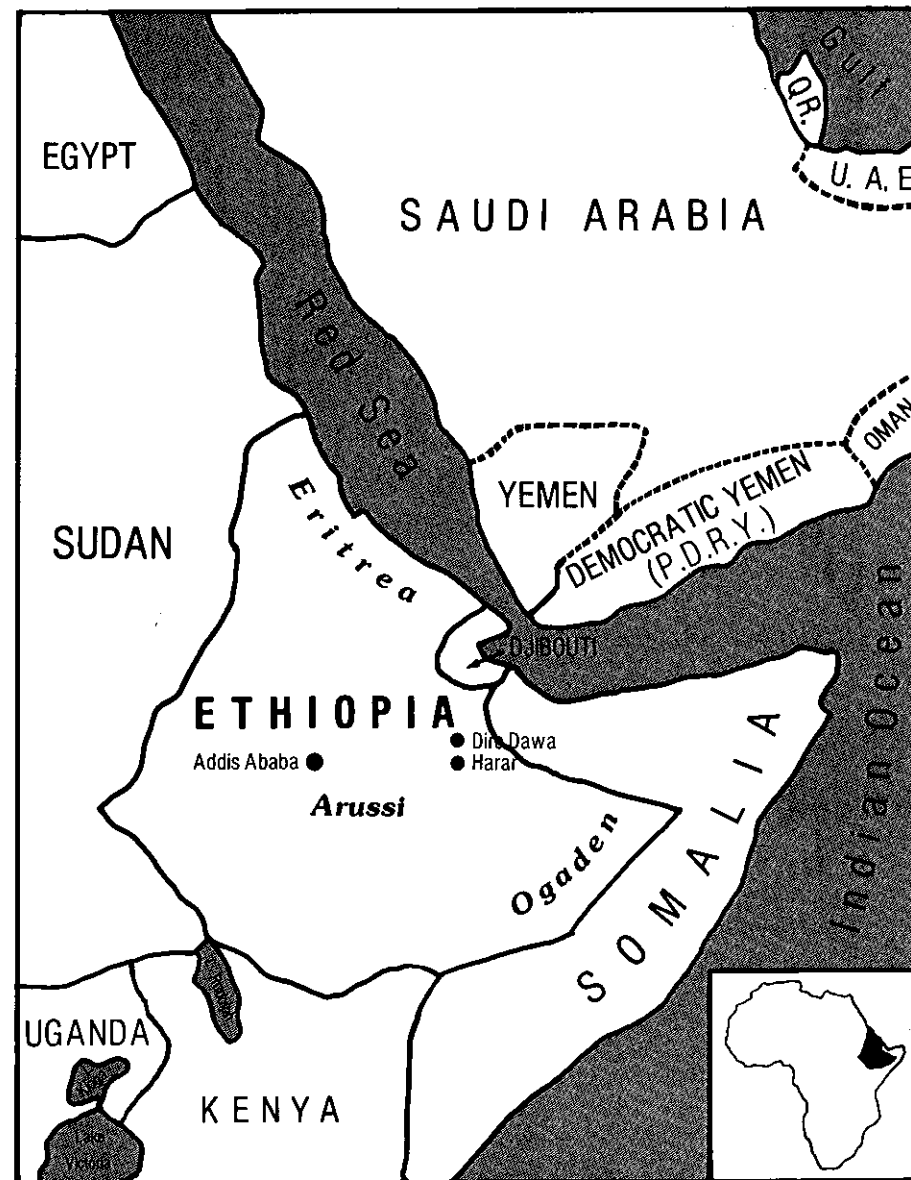 Gulf
QR.
EGYPT
U. A. E
SAUDI ARABIA
Red Sea
OMAN
YEMEN
DEMOCRATIC YEMEN
(P.D.R.Y.)
Eritrea
SUDAN
DJIBOUTI
ETHIOPIA
Dire Dawa
Addis Ababa
Harar
Arussi
Ogaden
SOMALIA
Indian Ocean
UGANDA
KENYA
Lake
Victoria